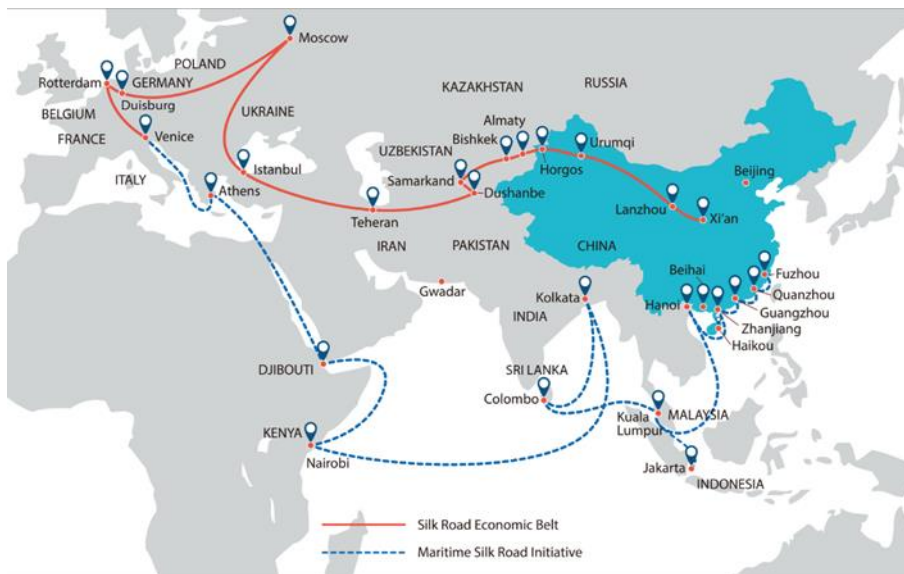 Moscow
POLAND
Rotterdam
GERMANY
Duisburg
BELGIUM
FRANCE
Venice
UKRAINE
KAZAKHSTAN
RUSSIA
Almaty
Bishkek
Urumqi
UZBEKISTAN
Horgos
Beijing
ITALY
Athens
Istanbul
Samarkand
Dushanbe
Lanzhou
Xi'an
Teheran
IRAN
PAKISTAN
CHINA
Gwadar
Kolkata
INDIA
Beihai
Hanoi
Fuzhou
Quanzhou
Guangzhou
Zhanjiang
Haikou
DJIBOUTI
SRI LANKA
Colombo
Kuala
Lumpur
MALAYSIA
KENYA
Nairobi
Jakarta
INDONESIA
Silk Road Economic Belt
Maritime Silk Road Initiative